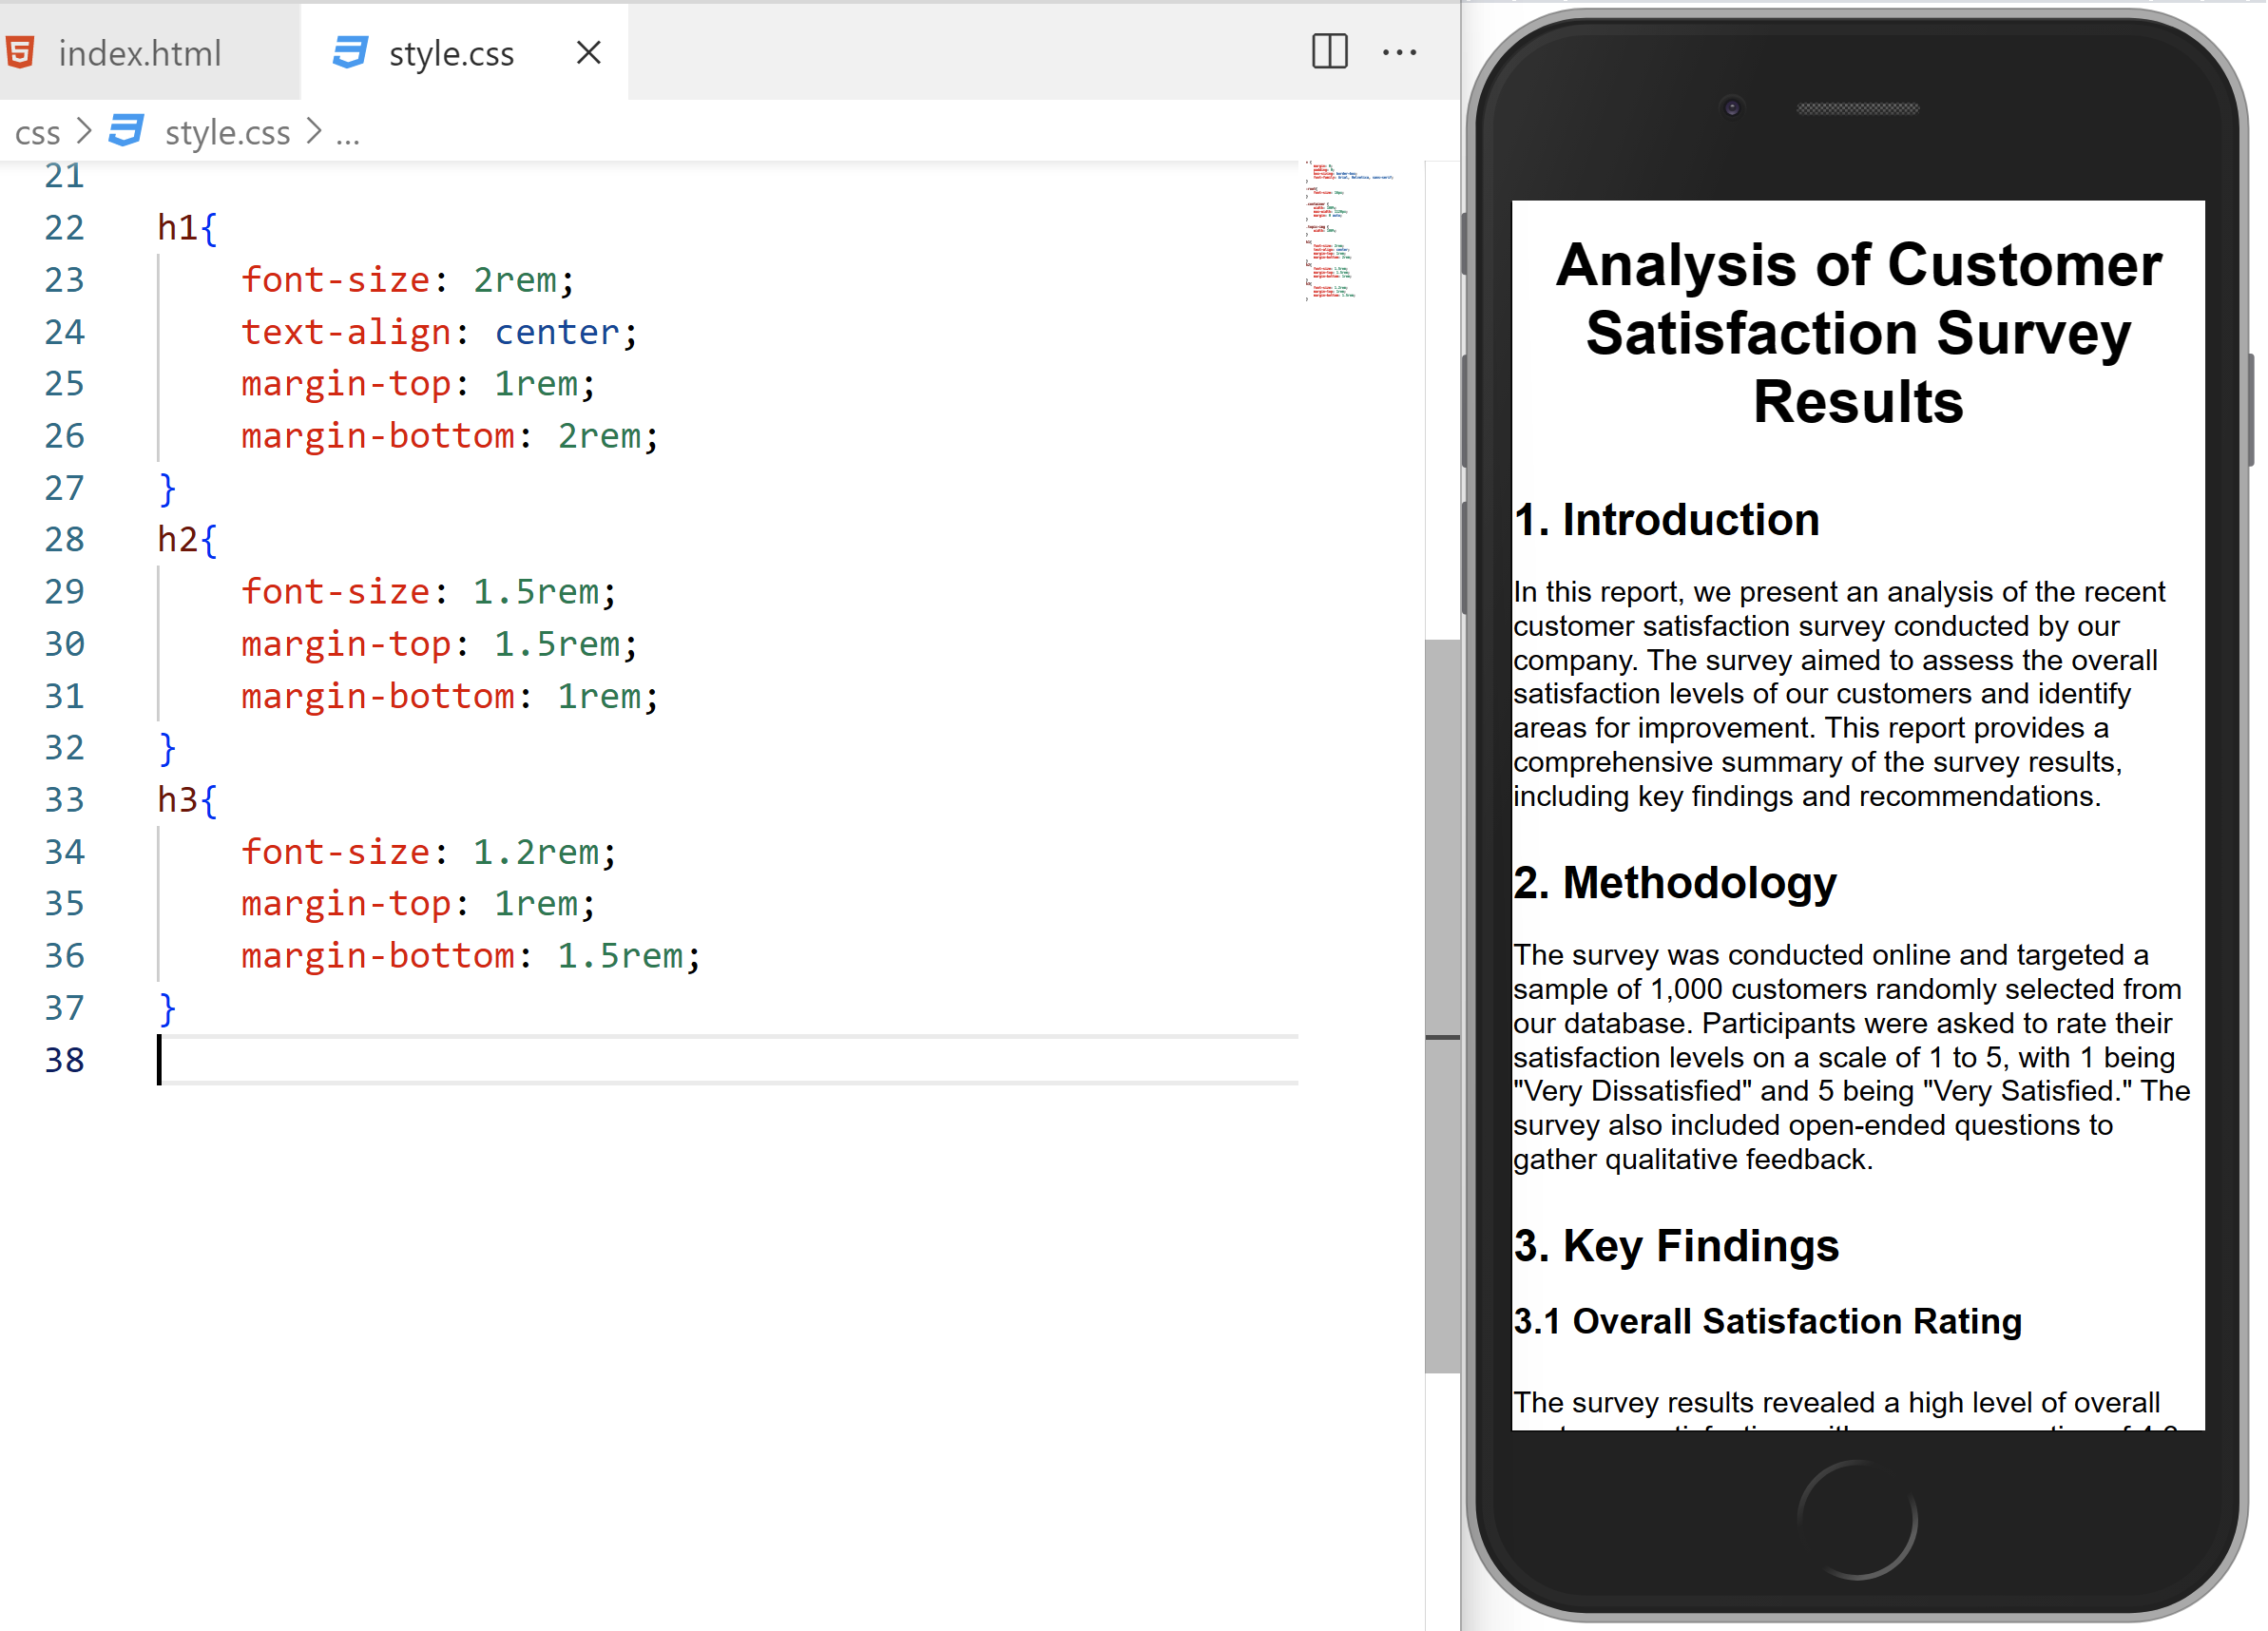 index.html
style.css
css > style.css > ...
21
22 h1{
23 font-size: 2rem;
24 text-align: center;
25 margin-top: 1rem;
26 margin-bottom: 2rem;
27 }
28 h2{
29 font-size: 1.5rem;
30 margin-top: 1.5rem;
31 margin-bottom: 1rem;
32 }
33 h3{
34 font-size: 1.2rem;
35 margin-top: 1rem;
36 margin-bottom: 1.5rem;
37 }
38
Analysis of Customer
Satisfaction Survey
Results
1. Introduction
In this report, we present an analysis of the recent
customer satisfaction survey conducted by our
company. The survey aimed to assess the overall
satisfaction levels of our customers and identify
areas for improvement. This report provides a
comprehensive summary of the survey results,
including key findings and recommendations.
2. Methodology
The survey was conducted online and targeted a
sample of 1,000 customers randomly selected from
our database. Participants were asked to rate their
satisfaction levels on a scale of 1 to 5, with 1 being
"Very Dissatisfied" and 5 being "Very Satisfied." The
survey also included open-ended questions to
gather qualitative feedback.
3. Key Findings
3.1 Overall Satisfaction Rating
The survey results revealed a high level of overall